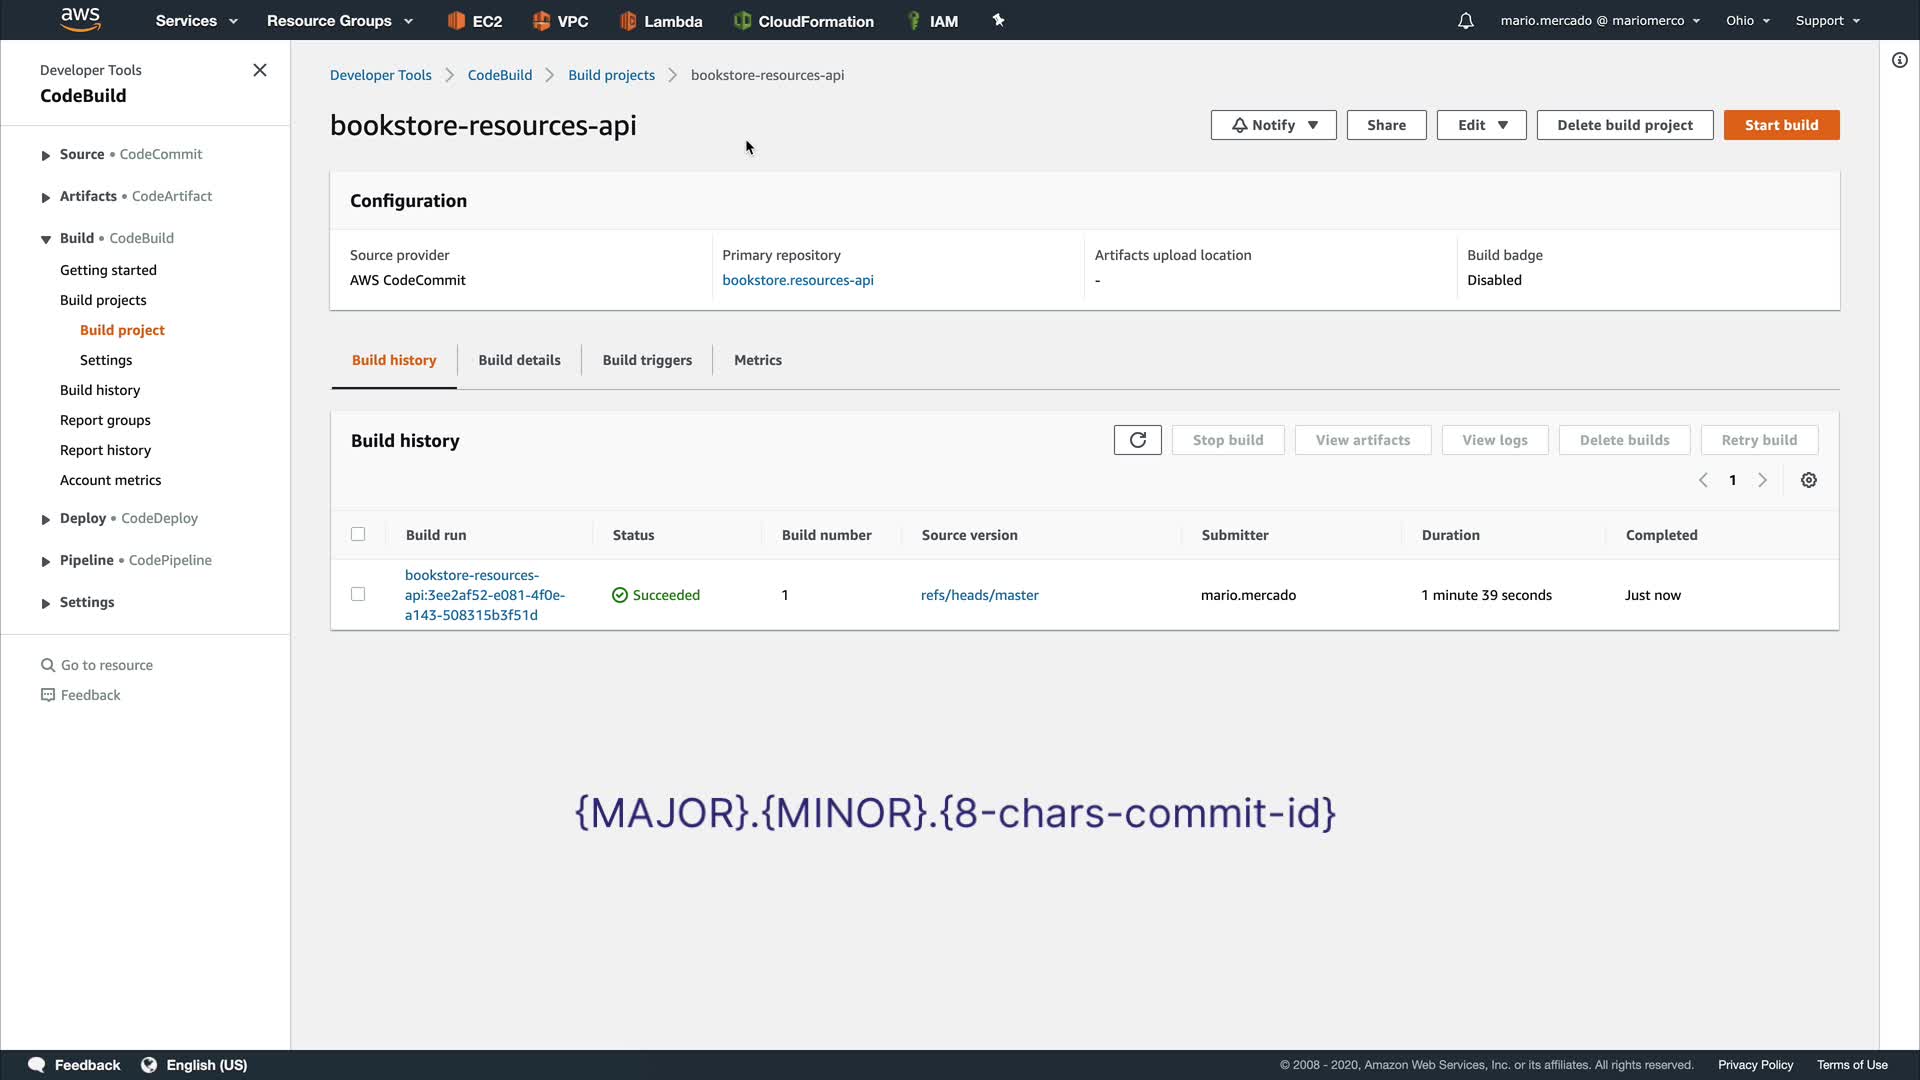 aws
Services
Resource Groups
EC2
VPC
Lambda
CloudFormation
IAM
mario.mercado @ mariomerco
Ohio
Support
Developer Tools
CodeBuild
Source • CodeCommit
Artifacts • CodeArtifact
Build • CodeBuild
Getting started
Build projects
Build project
Settings
Build history
Report groups
Report history
Account metrics
Deploy • CodeDeploy
Pipeline • CodePipeline
Settings
Go to resource
Feedback
Developer Tools
CodeBuild
Build projects
bookstore-resources-api
bookstore-resources-api
Notify
Share
Edit
Delete build project
Start build
Configuration
Source provider
AWS CodeCommit
Primary repository
bookstore.resources-api
Artifacts upload location
-
Build badge
Disabled
Build history
Build details
Build triggers
Metrics
Build history
Stop build
View artifacts
View logs
Delete builds
Retry build
1
Build run
Status
Build number
Source version
Submitter
Duration
Completed
bookstore-resources-
api:3ee2af52-e081-4f0e-
a143-508315b3f51d
Succeeded
1
refs/heads/master
mario.mercado
1 minute 39 seconds
Just now
{MAJOR}.{MINOR}.{8-chars-commit-id}
Feedback
English (US)
© 2008 - 2020, Amazon Web Services, Inc. or its affiliates. All rights reserved.
Privacy Policy
Terms of Use